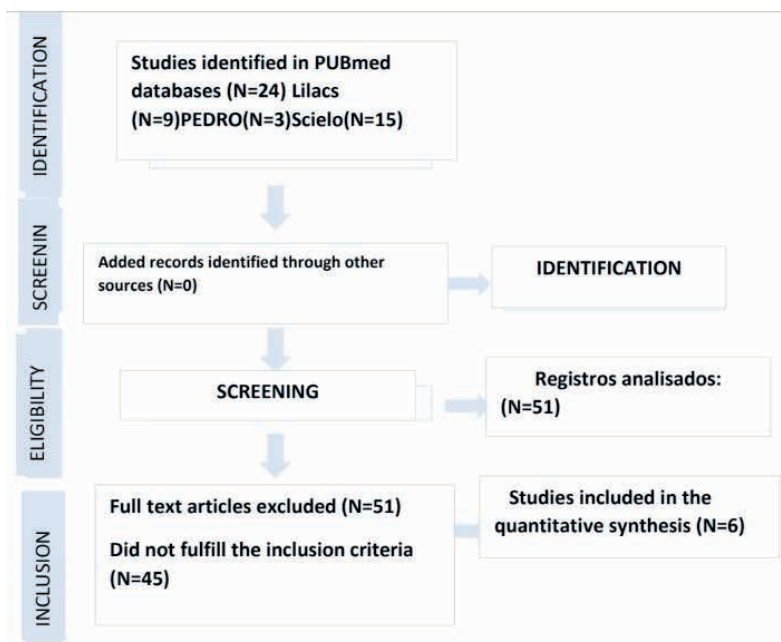 IDENTIFICATION
Studies identified in PUBmed
databases (N=24) Lilacs
(N=9)PEDRO(N=3)Scielo(N=15)
SCREENIN
Added records identified through other
sources (N=0)
IDENTIFICATION
ELIGIBILITY
SCREENING
Registros analisados:
(N=51)
INCLUSION
Full text articles excluded (N=51)
Did not fulfill the inclusion criteria
(N=45)
Studies included in the
quantitative synthesis (N=6)